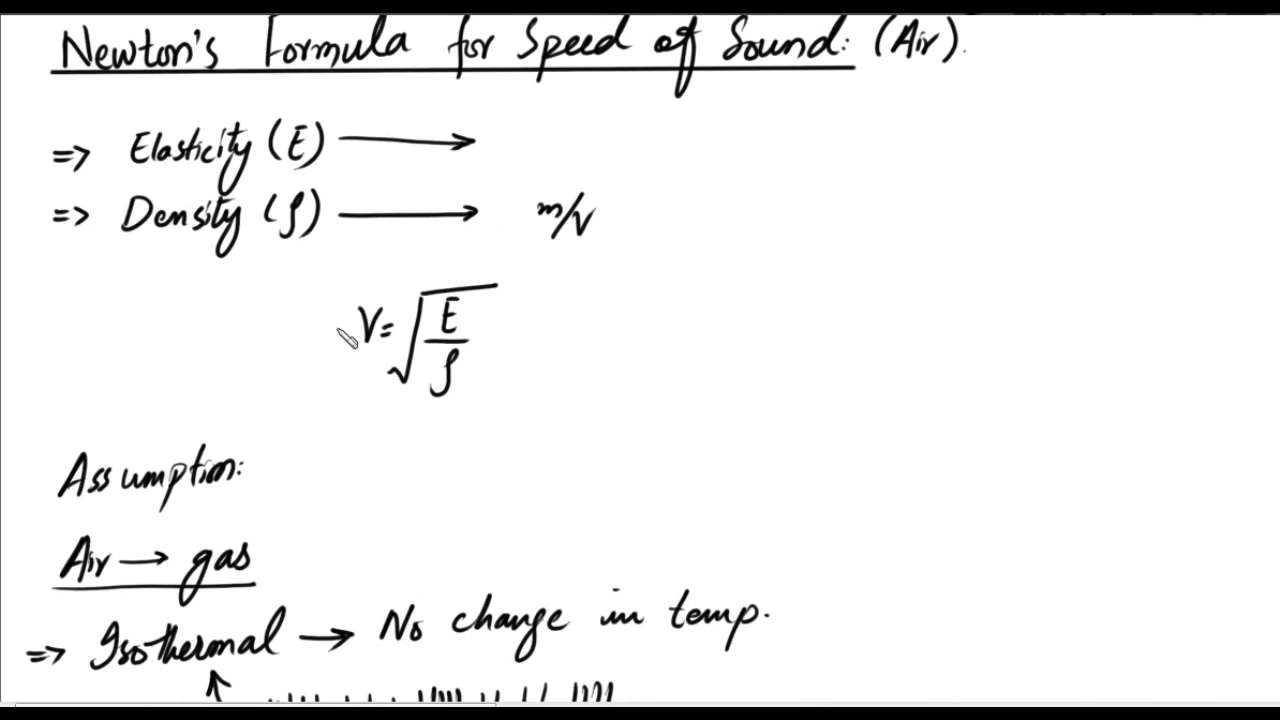 Newton's Formula for Speed of Sound: (Air).
=> Elasticity (E) →
=> Density (ρ) → m/v
V= √E/ρ
Assumption:
Air → gas
=> Isothermal → No change in temp.